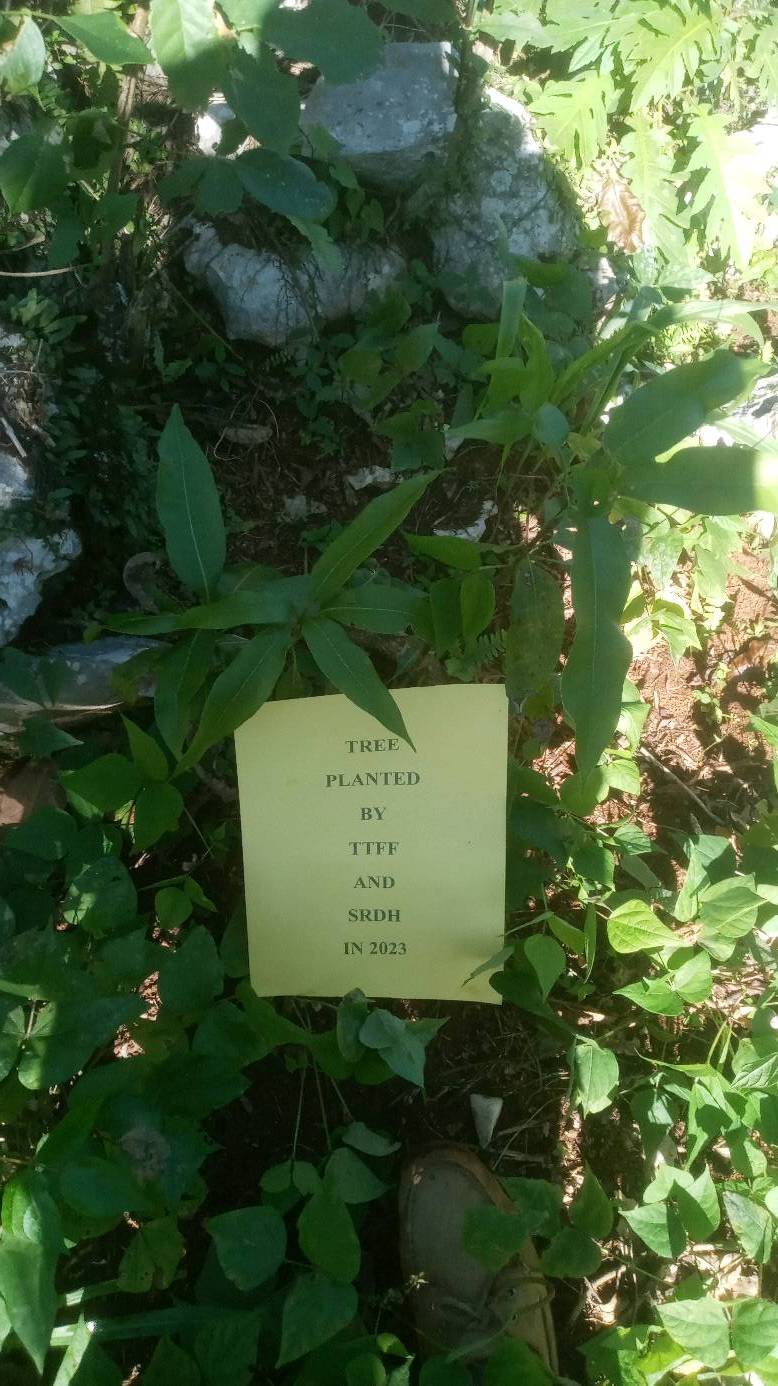 TREE
PLANTED
BY
TTFF
AND
SRDH
IN 2023